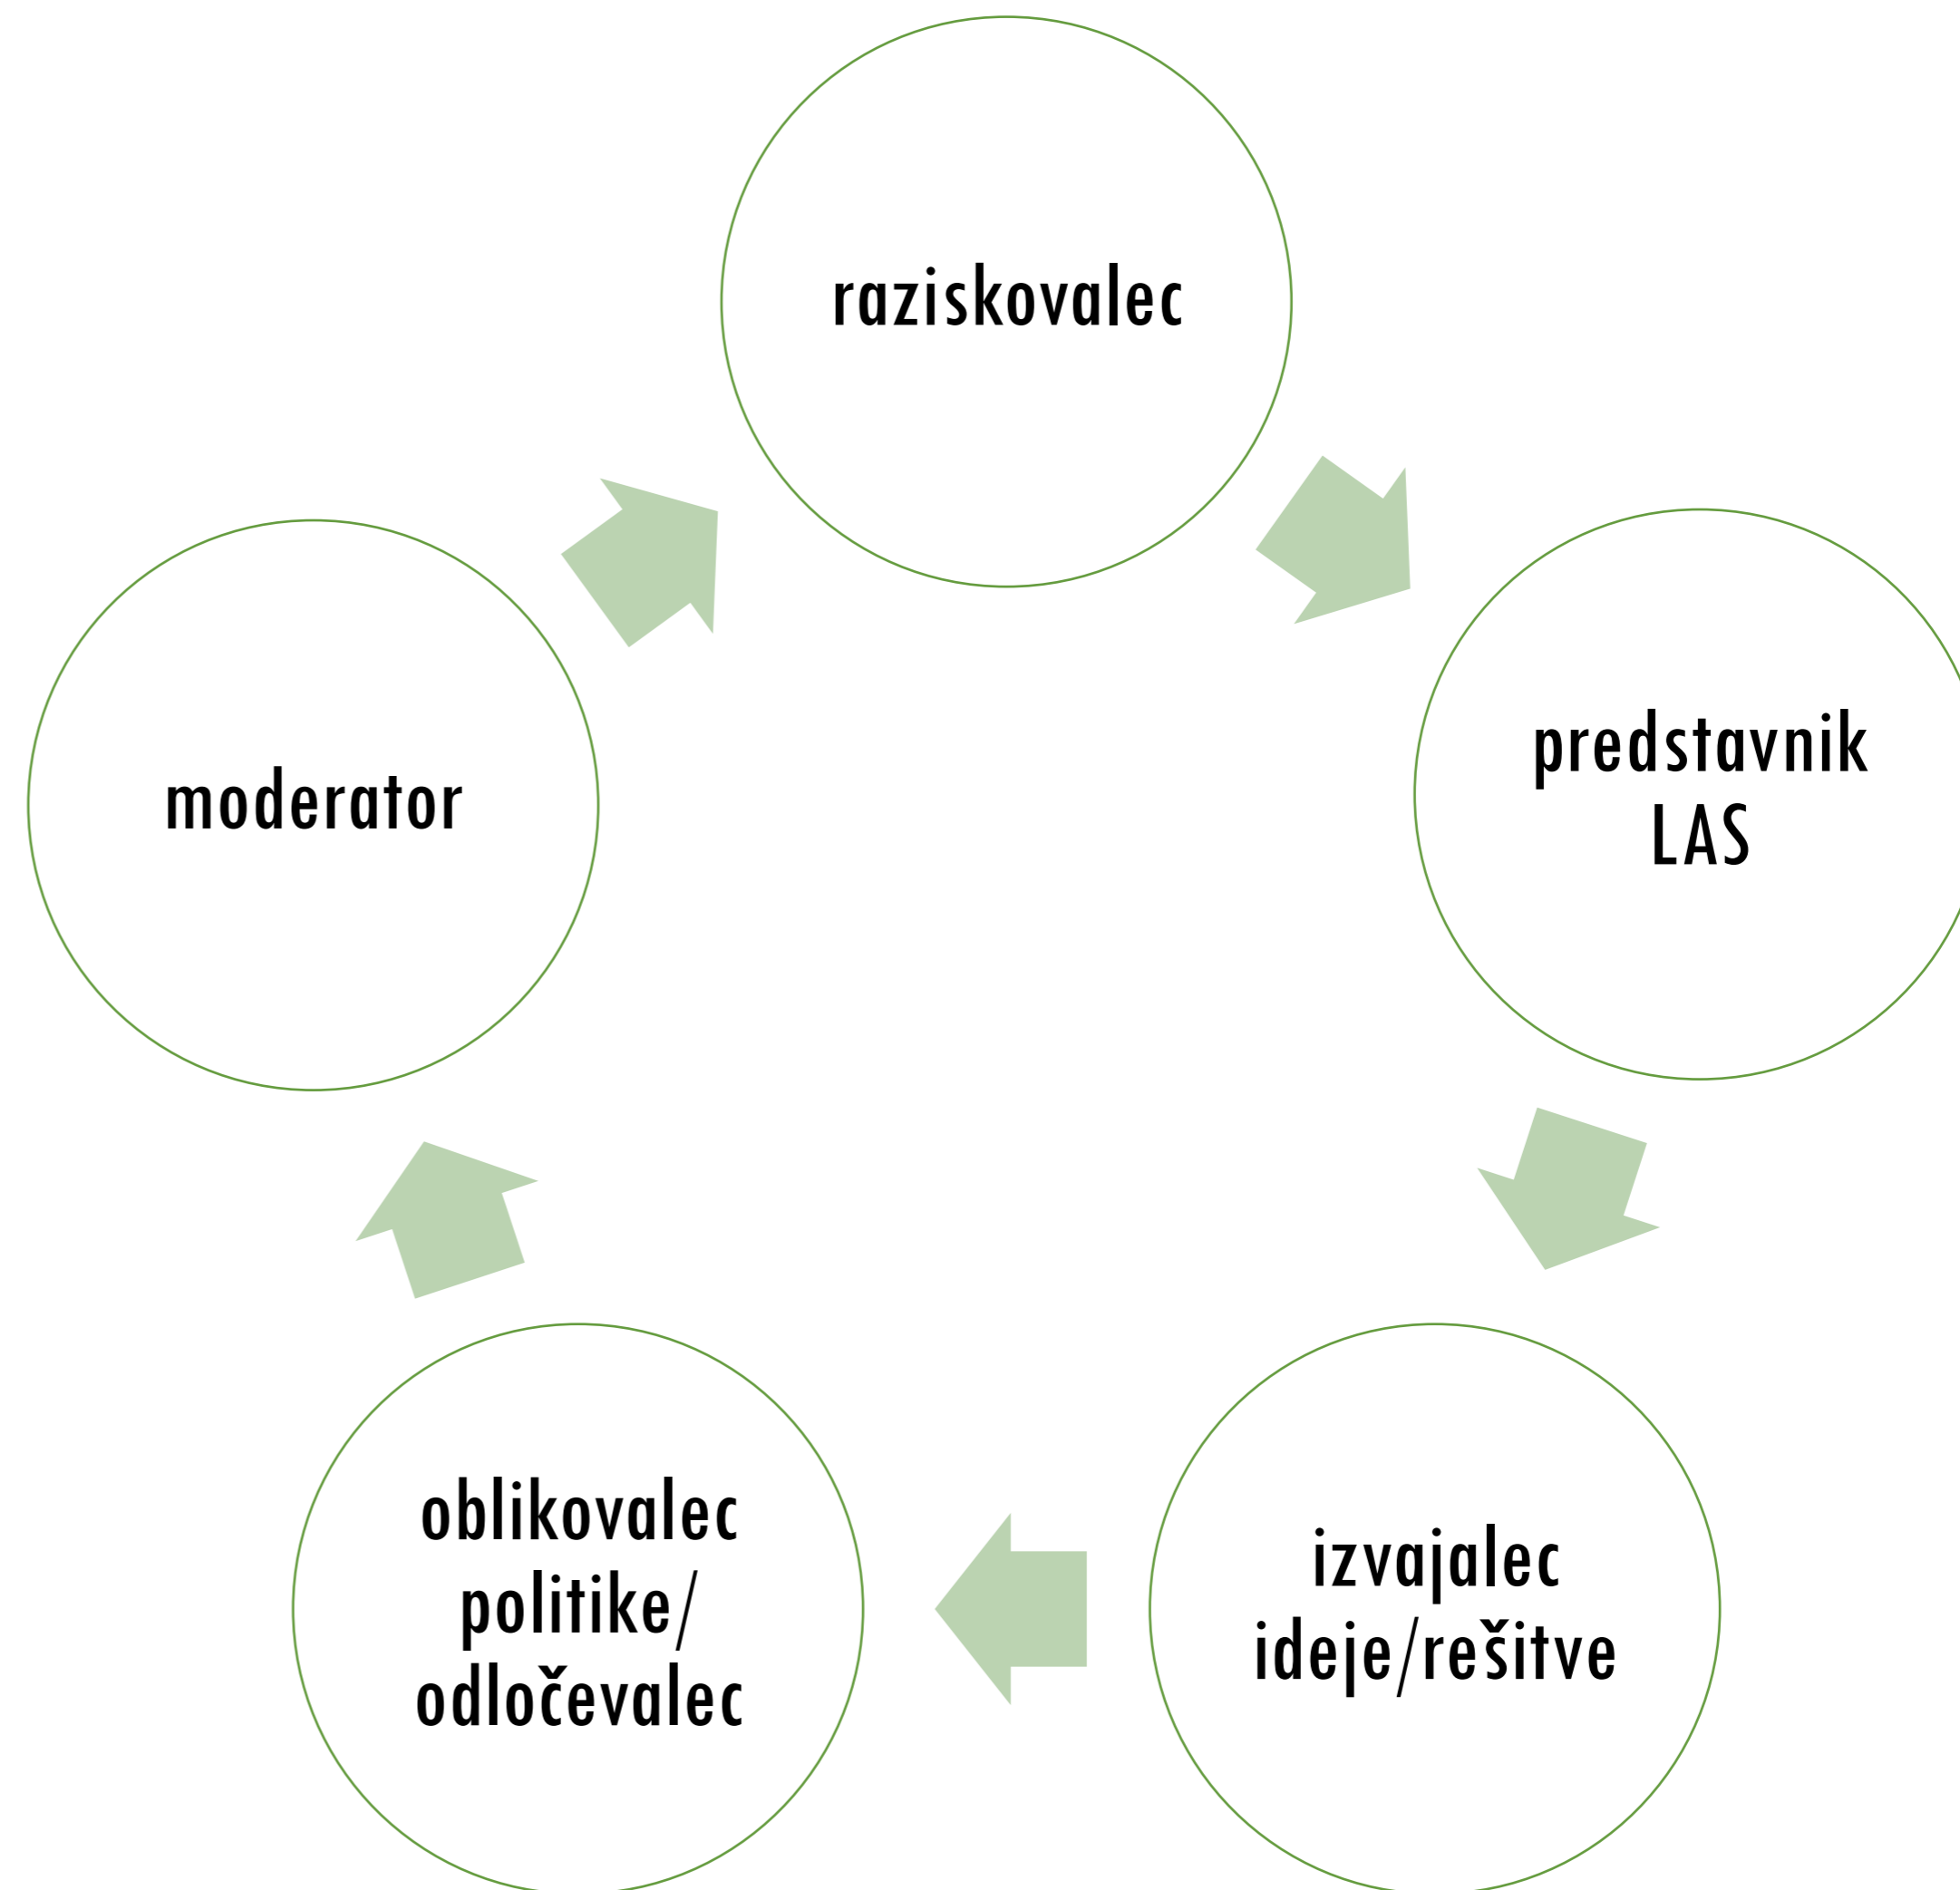 raziskovalec
predstavnik
LAS
izvajalec
ideje/rešitve
oblikovalec
politike/
odločevalec
moderator